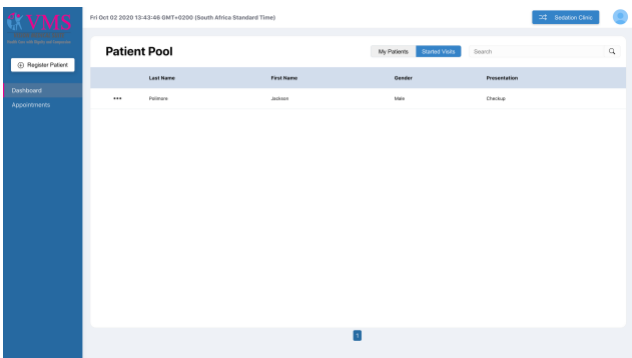 VMS
Fri Oct 02 2020 13:43:46 GMT+0200 (South Africa Standard Time)
Sedation Clinic
Register Patient
Dashboard
Appointments
Patient Pool
My Patients
Started Visits
Search
Last Name First Name Gender Presentation
Jackson Male Checkup
1